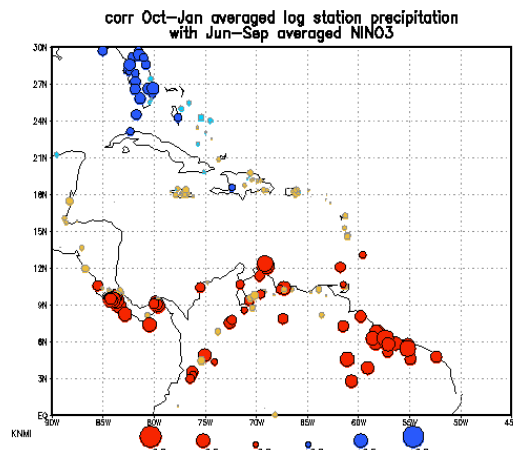 corr Oct-Jan averaged log station precipitation
with Jun-Sep averaged NINO3
30N
27N
24N
21N
18N
15N
12N
9N
6N
3N
EQ
90W 85W 80W 75W 70W 65W 60W 55W 50W 45
KNMI